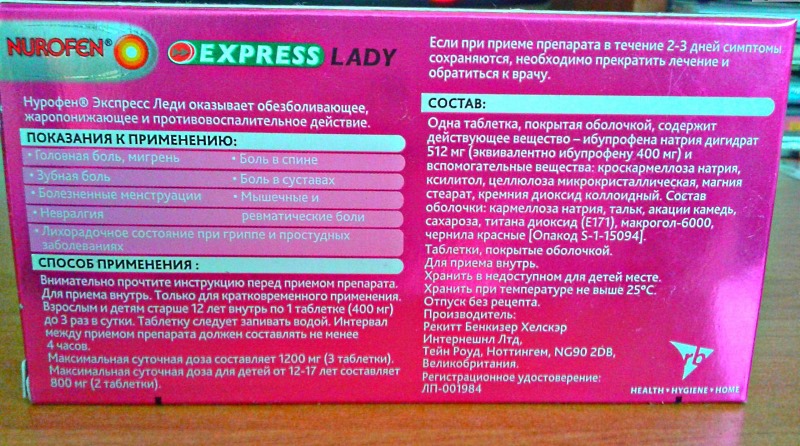 NUROFEN®
EXPRESS LADY
Нурофен® Экспресс Леди оказывает обезболивающее,
жаропонижающее и противовоспалительное действие.
ПОКАЗАНИЯ К ПРИМЕНЕНИЮ:
• Головная боль, мигрень
• Зубная боль
• Болезненные менструации
• Невралгия
• Боль в спине
• Боль в суставах
• Мышечные и
ревматические боли
• Лихорадочное состояние при гриппе и простудных
заболеваниях
СПОСОБ ПРИМЕНЕНИЯ :
Внимательно прочтите инструкцию перед приемом препарата.
Для приема внутрь. Только для кратковременного применения.
Взрослым и детям старше 12 лет внутрь по 1 таблетке (400 мг)
до 3 раз в сутки. Таблетку следует запивать водой. Интервал
между приемом препарата должен составлять не менее
4 часов.
Максимальная суточная доза составляет 1200 мг (3 таблетки).
Максимальная суточная доза для детей от 12-17 лет составляет
800 мг (2 таблетки).
Если при приеме препарата в течение 2-3 дней симптомы
сохраняются, необходимо прекратить лечение и
обратиться к врачу.
СОСТАВ:
Одна таблетка, покрытая оболочкой, содержит
действующее вещество – ибупрофена натрия дигидрат
512 мг (эквивалентно ибупрофену 400 мг) и
вспомогательные вещества: кроскармеллоза натрия,
ксилитол, целлюлоза микрокристаллическая, магния
стеарат, кремния диоксид коллоидный. Состав
оболочки: кармеллоза натрия, тальк, акации камедь,
сахароза, титана диоксид (Е171), макрогол-6000,
чернила красные [Опакод S-1-15094].
Таблетки, покрытые оболочкой.
Для приема внутрь.
Хранить в недоступном для детей месте.
Хранить при температуре не выше 25°С.
Отпуск без рецепта.
Производитель:
Рекитт Бенкизер Хелскэр
Интернешнл Лтд,
Тейн Роуд, Ноттингем, NG90 2DB,
Великобритания.
Регистрационное удостоверение:
ЛП-001984
rb
HEALTH • HYGIENE • HOME